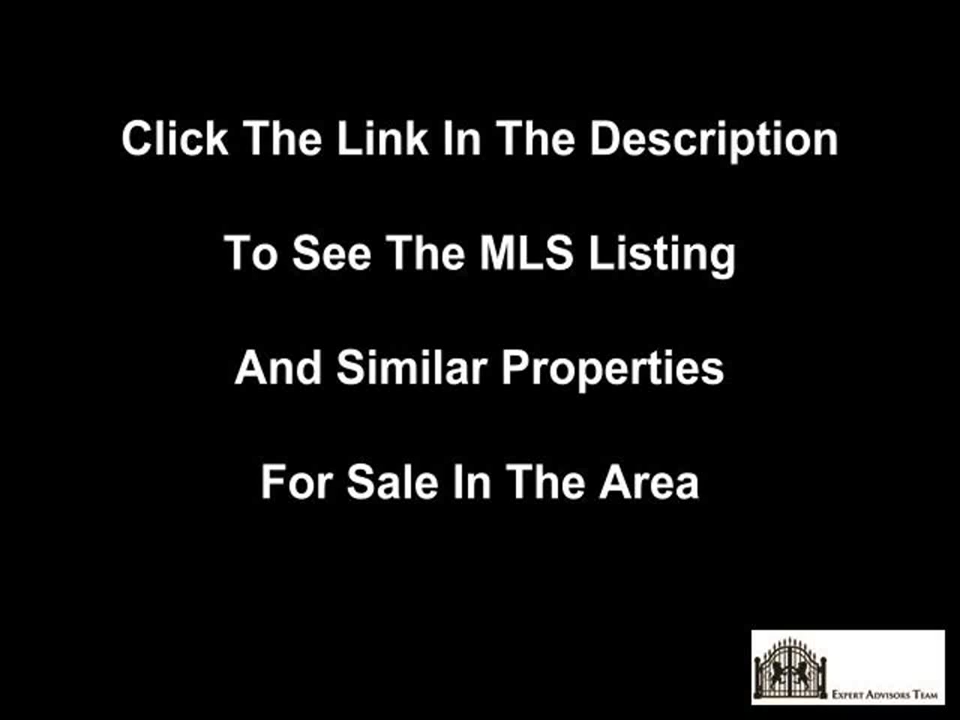 Click The Link In The Description
To See The MLS Listing
And Similar Properties
For Sale In The Area
EXPERT ADVISORS TEAM